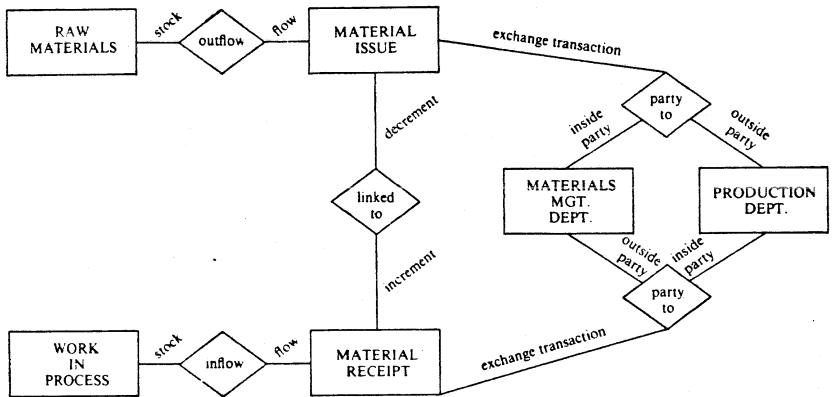 RAW
MATERIALS
stock
outflow
flow
MATERIAL
ISSUE
exchange transaction
party
to
inside
party
outside
party
decrement
MATERIALS
MGT.
DEPT.
PRODUCTION
DEPT.
linked
to
outside
party
inside
party
increment
party
to
WORK
IN
PROCESS
stock
inflow
flow
MATERIAL
RECEIPT
exchange transaction